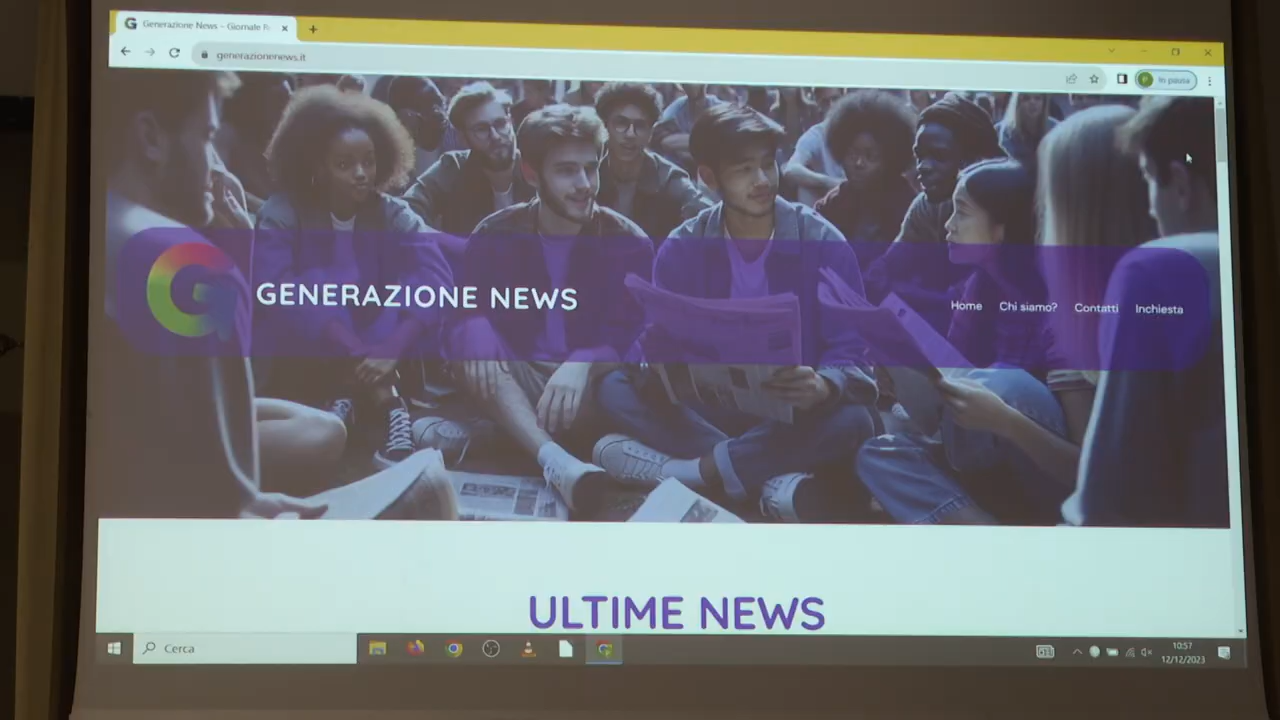 Generazione News – Giornale R
generazionenews.it
In pausa
GENERAZIONE NEWS
Home Chi siamo? Contatti Inchiesta
ULTIME NEWS
Cerca
10:57
12/12/2023